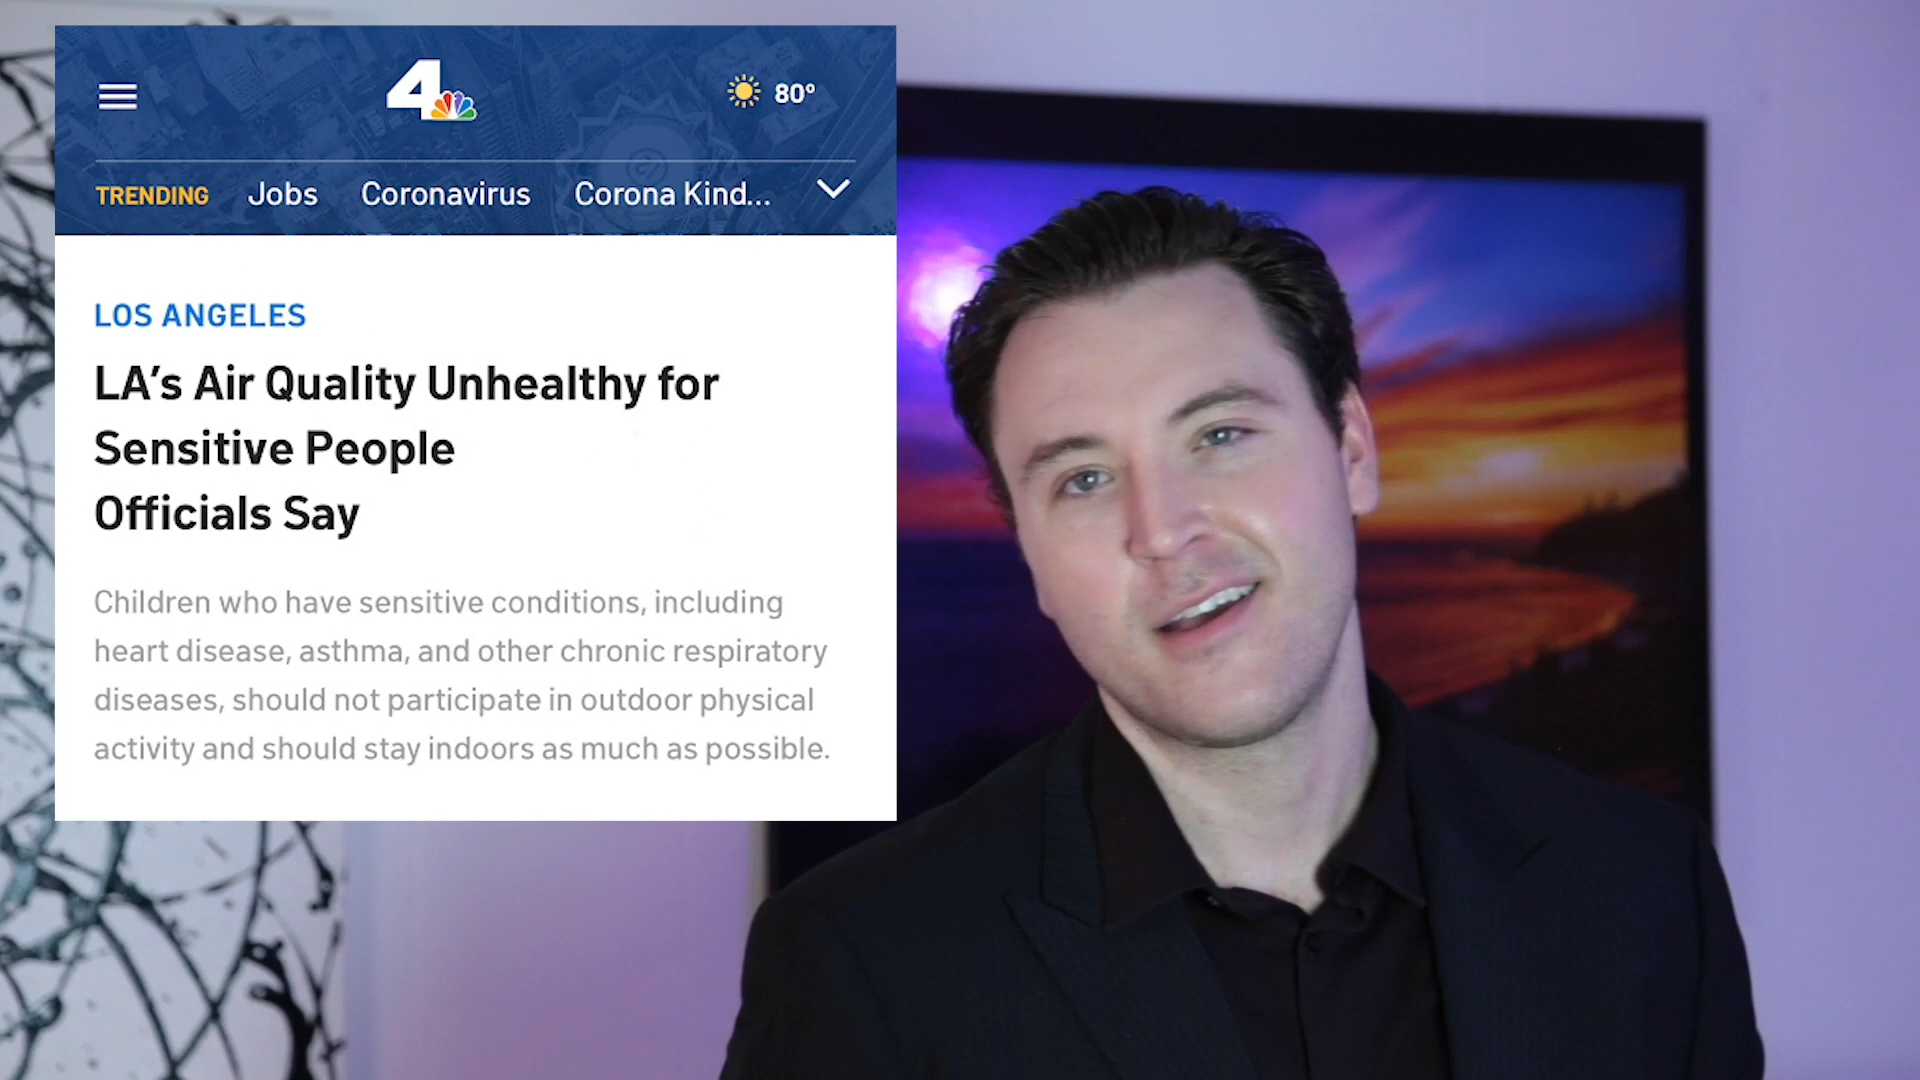 4
80°
TRENDING Jobs Coronavirus Corona Kind...
LOS ANGELES
LA's Air Quality Unhealthy for
Sensitive People
Officials Say
Children who have sensitive conditions, including
heart disease, asthma, and other chronic respiratory
diseases, should not participate in outdoor physical
activity and should stay indoors as much as possible.